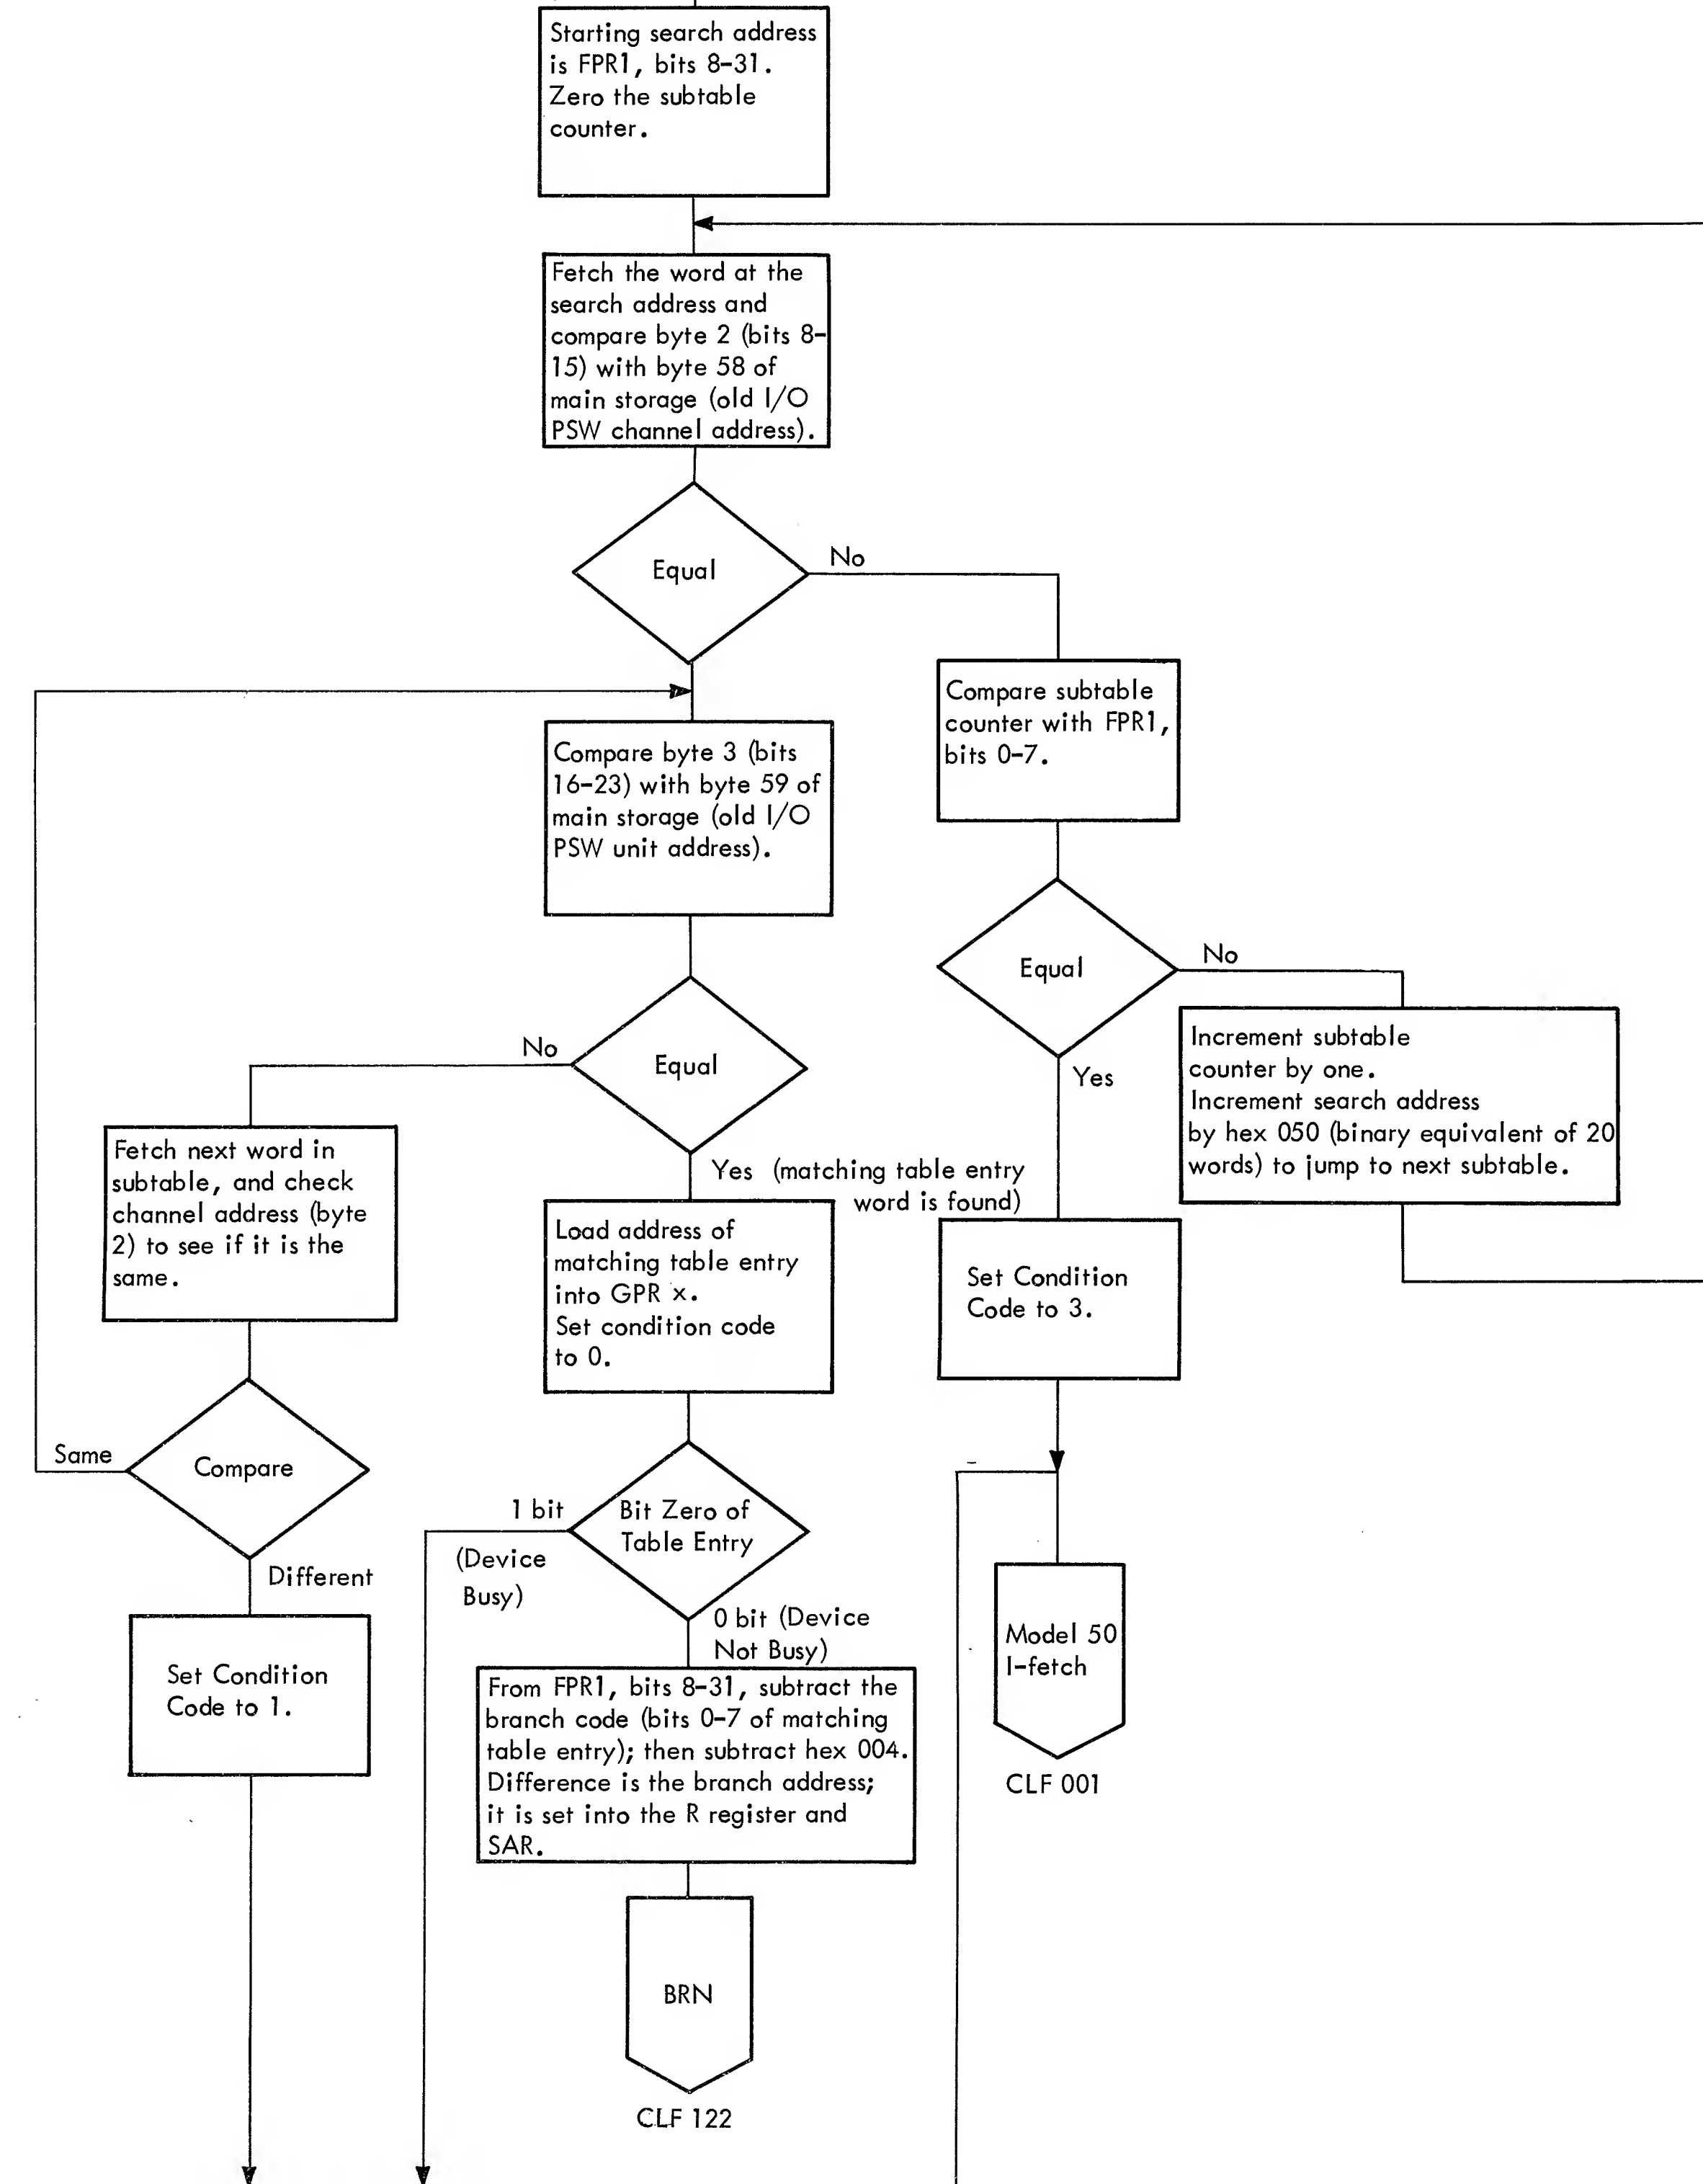 Starting search address
is FPR1, bits 8-31.
Zero the subtable
counter.
Fetch the word at the
search address and
compare byte 2 (bits 8-
15) with byte 58 of
main storage (old I/O
PSW channel address).
Equal
No
Compare byte 3 (bits
16-23) with byte 59 of
main storage (old I/O
PSW unit address).
Compare subtable
counter with FPR1,
bits 0-7.
Equal
No
Equal
No
Yes
Increment subtable
counter by one.
Increment search address
by hex 050 (binary equivalent of 20
words) to jump to next subtable.
Fetch next word in
subtable, and check
channel address (byte
2) to see if it is the
same.
Yes (matching table entry
word is found)
Load address of
matching table entry
into GPR x.
Set condition code
to 0.
Set Condition
Code to 3.
Same
Compare
Different
1 bit
(Device
Busy)
Bit Zero of
Table Entry
0 bit (Device
Not Busy)
Set Condition
Code to 1.
From FPR1, bits 8-31, subtract the
branch code (bits 0-7 of matching
table entry); then subtract hex 004.
Difference is the branch address;
it is set into the R register and
SAR.
Model 50
I-fetch
CLF 001
BRN
CLF 122